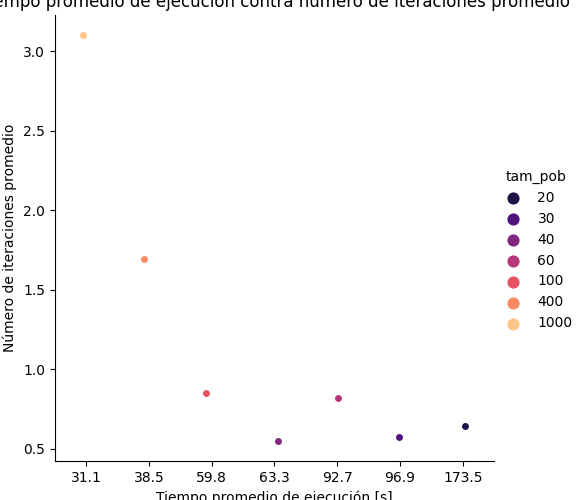 empo promedio de ejecución contra número de iteraciones promedio
3.0
2.5
2.0
1.5
1.0
0.5
Número de iteraciones promedio
31.1 38.5 59.8 63.3 92.7 96.9 173.5
Tiempo promedio de ejecución [s]
tam_pob
20
30
40
60
100
400
1000